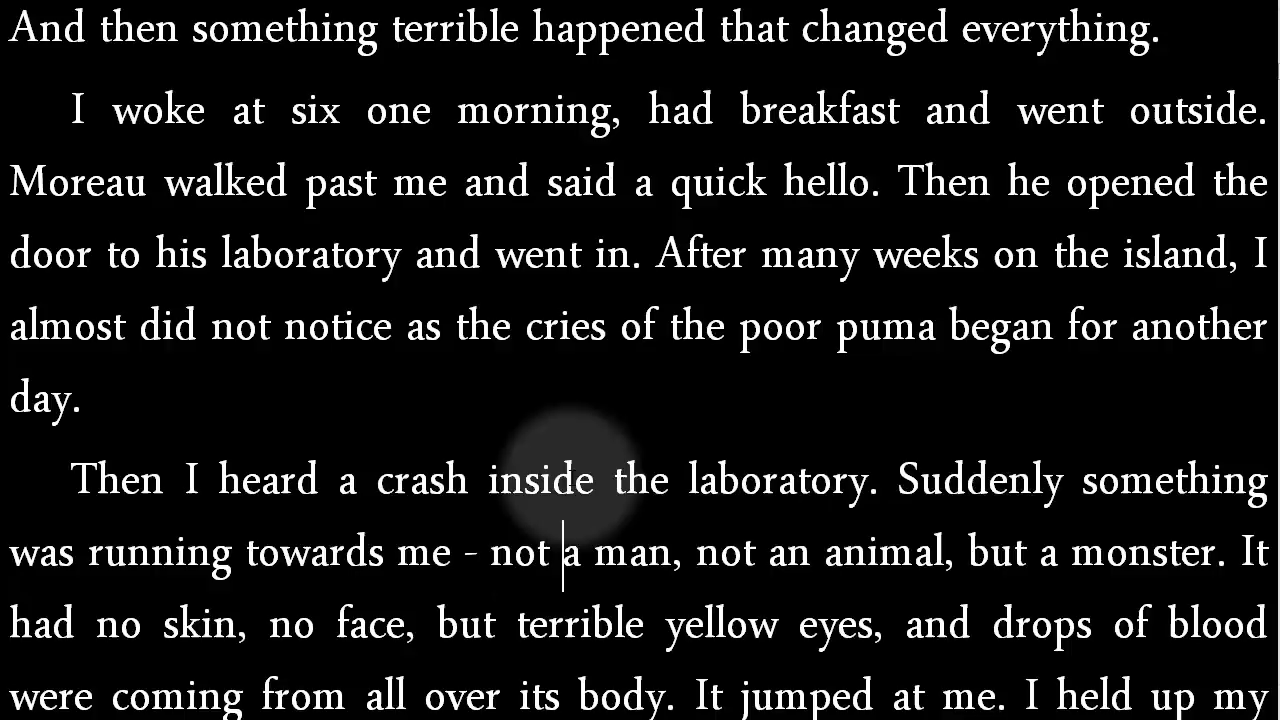 And then something terrible happened that changed everything.
I woke at six one morning, had breakfast and went outside.
Moreau walked past me and said a quick hello. Then he opened the
door to his laboratory and went in. After many weeks on the island, I
almost did not notice as the cries of the poor puma began for another
day.
Then I heard a crash inside the laboratory. Suddenly something
was running towards me - not a man, not an animal, but a monster. It
had no skin, no face, but terrible yellow eyes, and drops of blood
were coming from all over its body. It jumped at me. I held up my